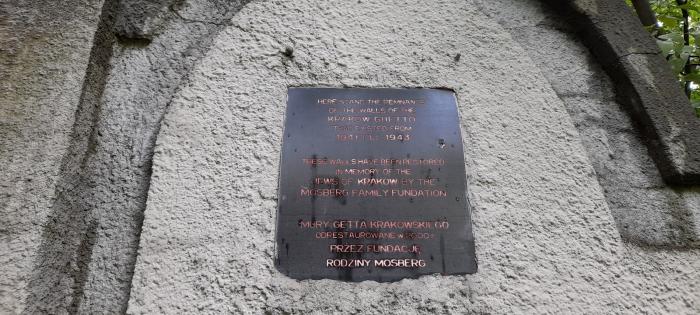 HERE STAND THE REMNANTS
OF THE WALLS OF THE
KRAKOW GHETTO
THAT EXISTED FROM
1941 TO 1943
THESE WALLS HAVE BEEN RESTORED
IN MEMORY OF THE
JEWS OF KRAKOW BY THE
MOSBERG FAMILY FUNDATION
MURY GETTA KRAKOWSKIEGO
ODRESTAUROWANE W
PRZEZ FUNDACJĘ
RODZINY MOSBERG